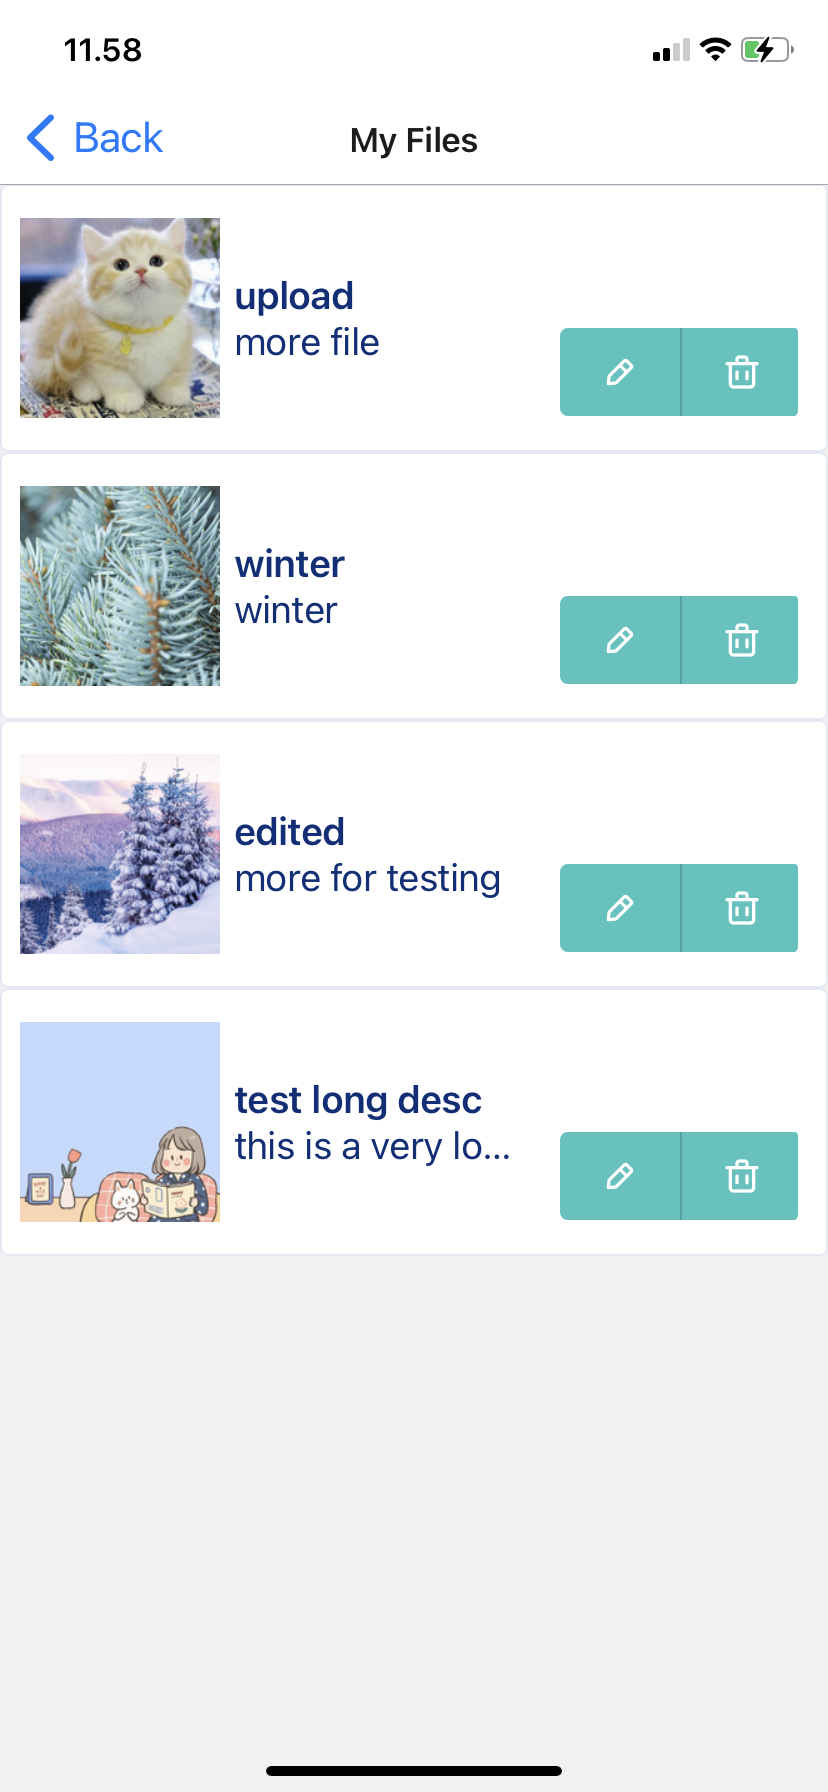 11.58
Back
My Files
upload
more file
winter
winter
edited
more for testing
test long desc
this is a very lo...